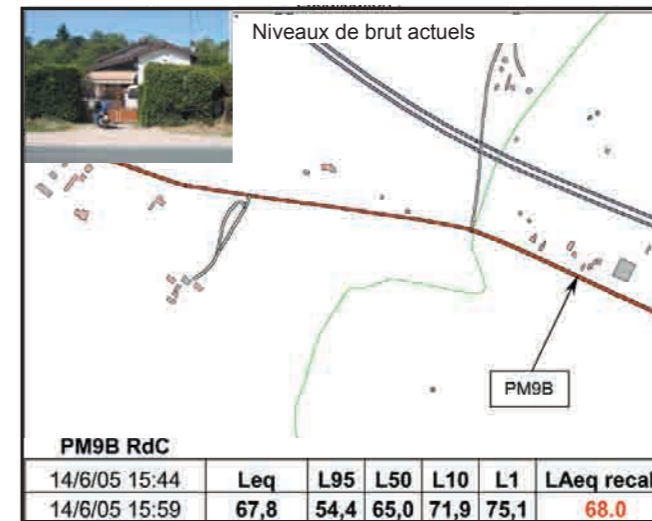 Niveaux de brut actuels
PM9B
PM9B RdC
14/6/05 15:44 Leq L95 L50 L10 L1 LAeq recal
14/6/05 15:59 67,8 54,4 65,0 71,9 75,1 68.0